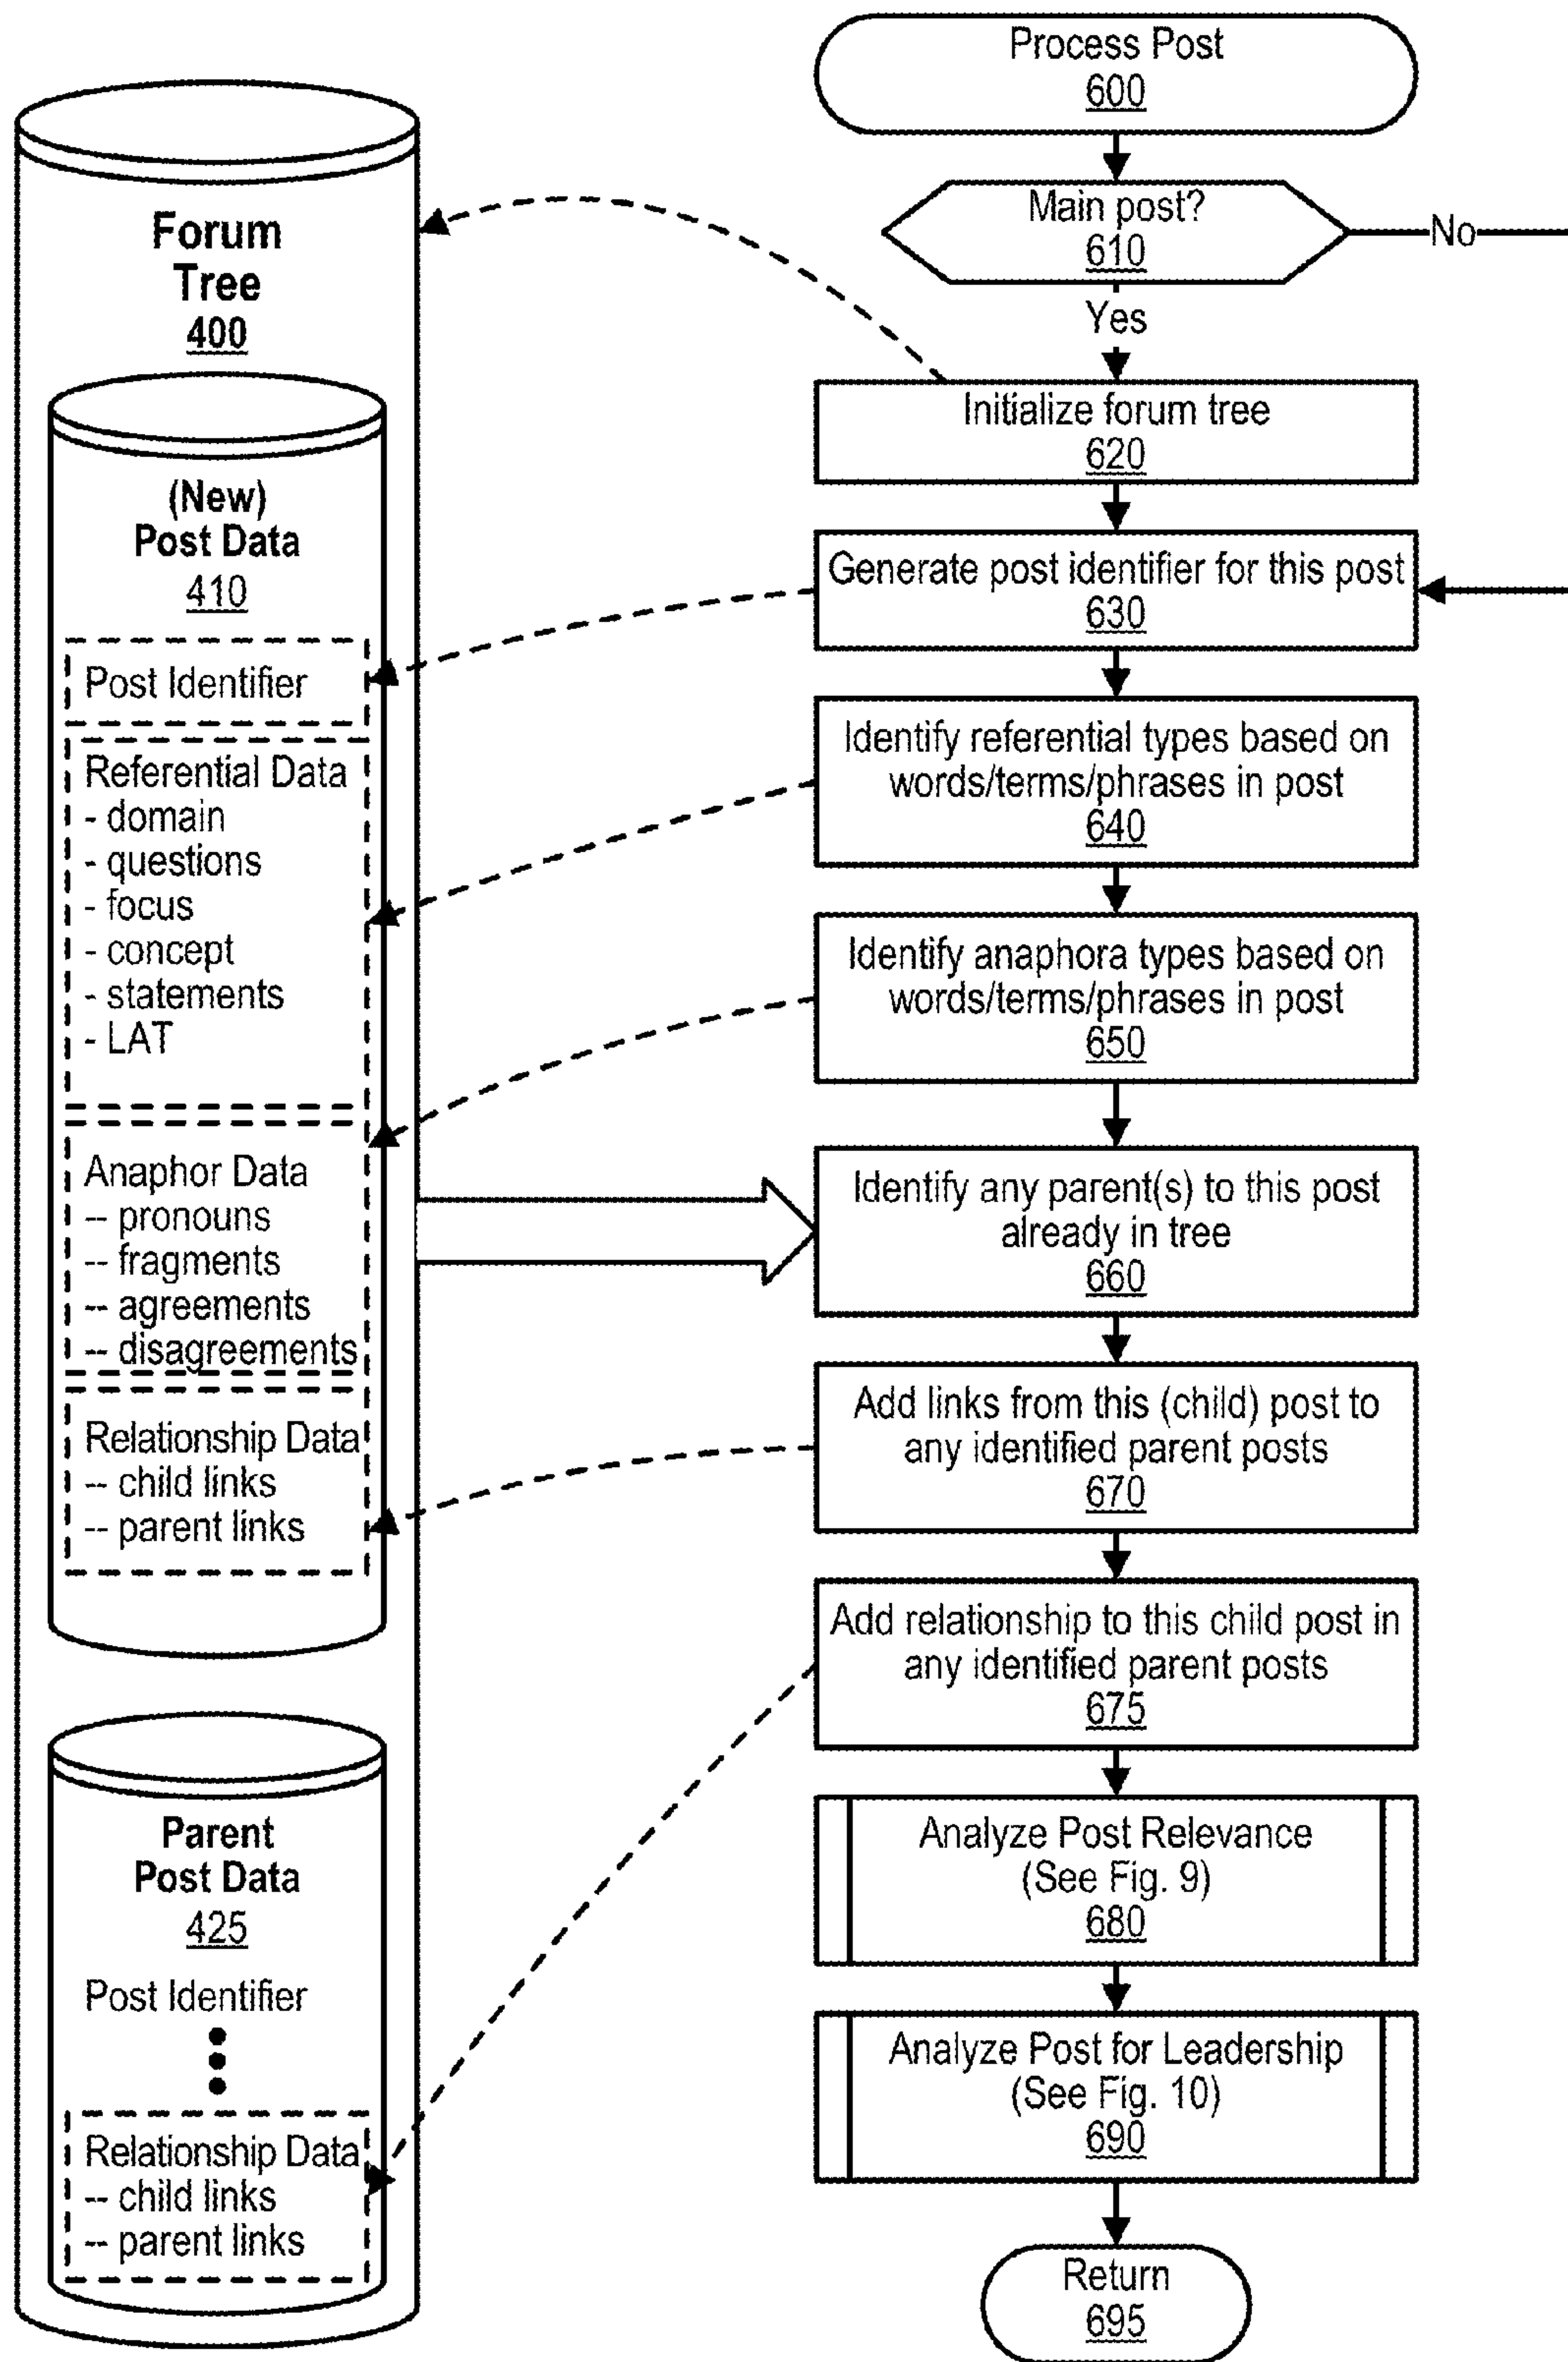 Process Post
600
Main post?
610
No
Yes
Initialize forum tree
620
Generate post identifier for this post
630
Identify referential types based on
words/terms/phrases in post
640
Identify anaphora types based on
words/terms/phrases in post
650
Identify any parent(s) to this post
already in tree
660
Add links from this (child) post to
any identified parent posts
670
Add relationship to this child post in
any identified parent posts
675
Analyze Post Relevance
(See Fig. 9)
680
Analyze Post for Leadership
(See Fig. 10)
690
Return
695
Forum
Tree
400
(New)
Post Data
410
Post Identifier
Referential Data
- domain
- questions
- focus
- concept
- statements
- LAT
Anaphor Data
-- pronouns
-- fragments
-- agreements
-- disagreements
Relationship Data
-- child links
-- parent links
Parent
Post Data
425
Post Identifier
Relationship Data
-- child links
-- parent links